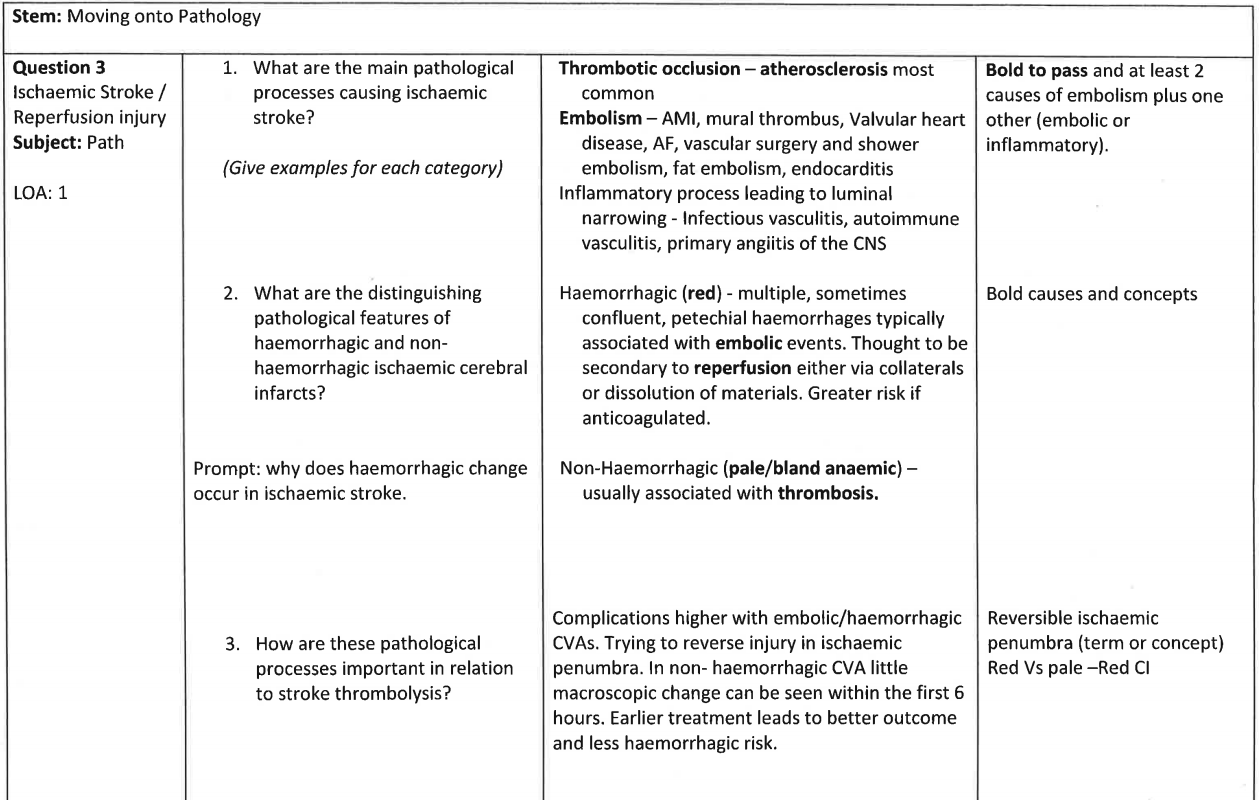 Stem: Moving onto Pathology
Question 3
Ischaemic Stroke /
Reperfusion injury
Subject: Path
LOA: 1
1. What are the main pathological
processes causing ischaemic
stroke?
(Give examples for each category)
Thrombotic occlusion – atherosclerosis most
common
Embolism – AMI, mural thrombus, Valvular heart
disease, AF, vascular surgery and shower
embolism, fat embolism, endocarditis
Inflammatory process leading to luminal
narrowing - Infectious vasculitis, autoimmune
vasculitis, primary angiitis of the CNS
Bold to pass and at least 2
causes of embolism plus one
other (embolic or
inflammatory).
2. What are the distinguishing
pathological features of
haemorrhagic and non-
haemorrhagic ischaemic cerebral
infarcts?
Prompt: why does haemorrhagic change
occur in ischaemic stroke.
Haemorrhagic (red) - multiple, sometimes
confluent, petechial haemorrhages typically
associated with embolic events. Thought to be
secondary to reperfusion either via collaterals
or dissolution of materials. Greater risk if
anticoagulated.
Non-Haemorrhagic (pale/bland anaemic) –
usually associated with thrombosis.
Bold causes and concepts
3. How are these pathological
processes important in relation
to stroke thrombolysis?
Complications higher with embolic/haemorrhagic
CVAs. Trying to reverse injury in ischaemic
penumbra. In non- haemorrhagic CVA little
macroscopic change can be seen within the first 6
hours. Earlier treatment leads to better outcome
and less haemorrhagic risk.
Reversible ischaemic
penumbra (term or concept)
Red Vs pale –Red CI